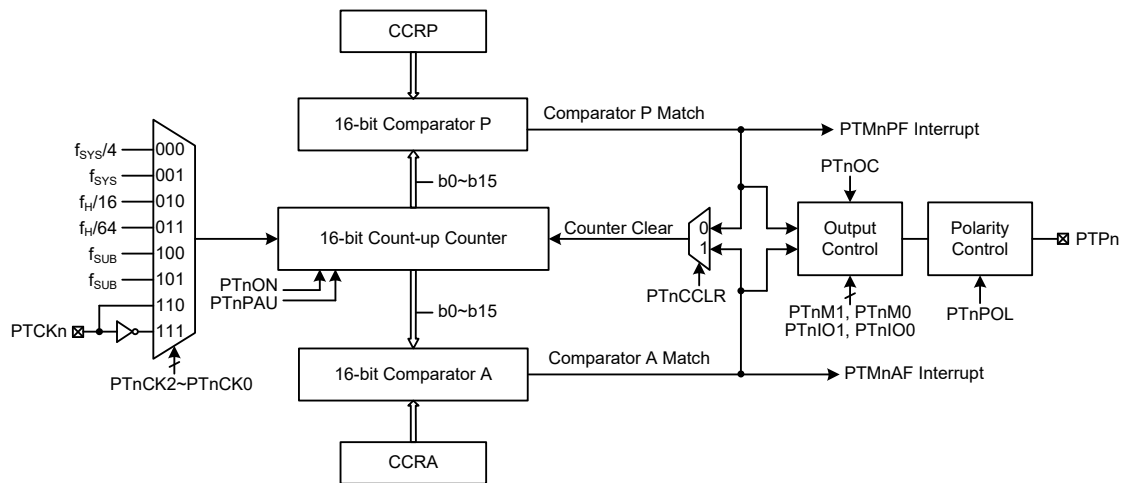 CCRP
16-bit Comparator P
Comparator P Match
PTMnPF Interrupt
fSYS/4
000
fSYS
001
fH/16
010
fH/64
011
fSUB
100
fSUB
101
110
PTCKn
111
PTnCK2~PTnCK0
b0~b15
16-bit Count-up Counter
Counter Clear
0
1
PTnCCLR
PTnON
PTnPAU
PTnOC
Output
Control
PTnM1, PTnM0
PTnIO1, PTnIO0
Polarity
Control
PTnPOL
PTPn
b0~b15
16-bit Comparator A
Comparator A Match
PTMnAF Interrupt
CCRA